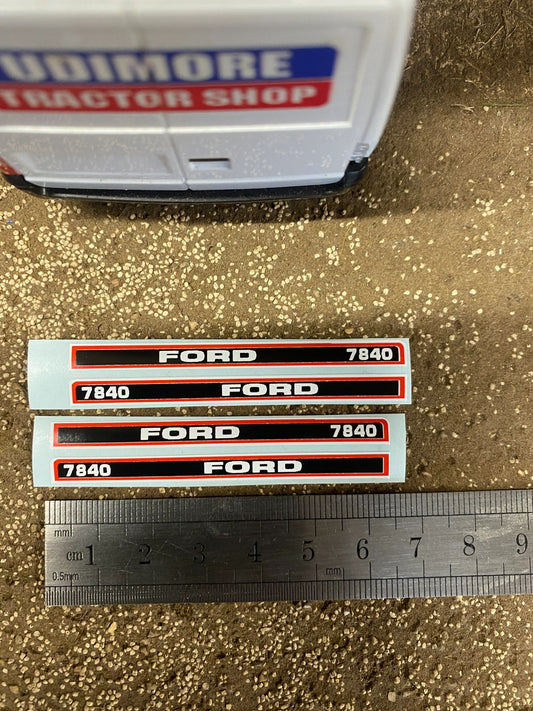 UDIMORE
TRACTOR SHOP
FORD 7840
7840 FORD
FORD 7840
7840 FORD
mm
cm 1 2 3 4 5 6 7 8 9
0.5mm mm